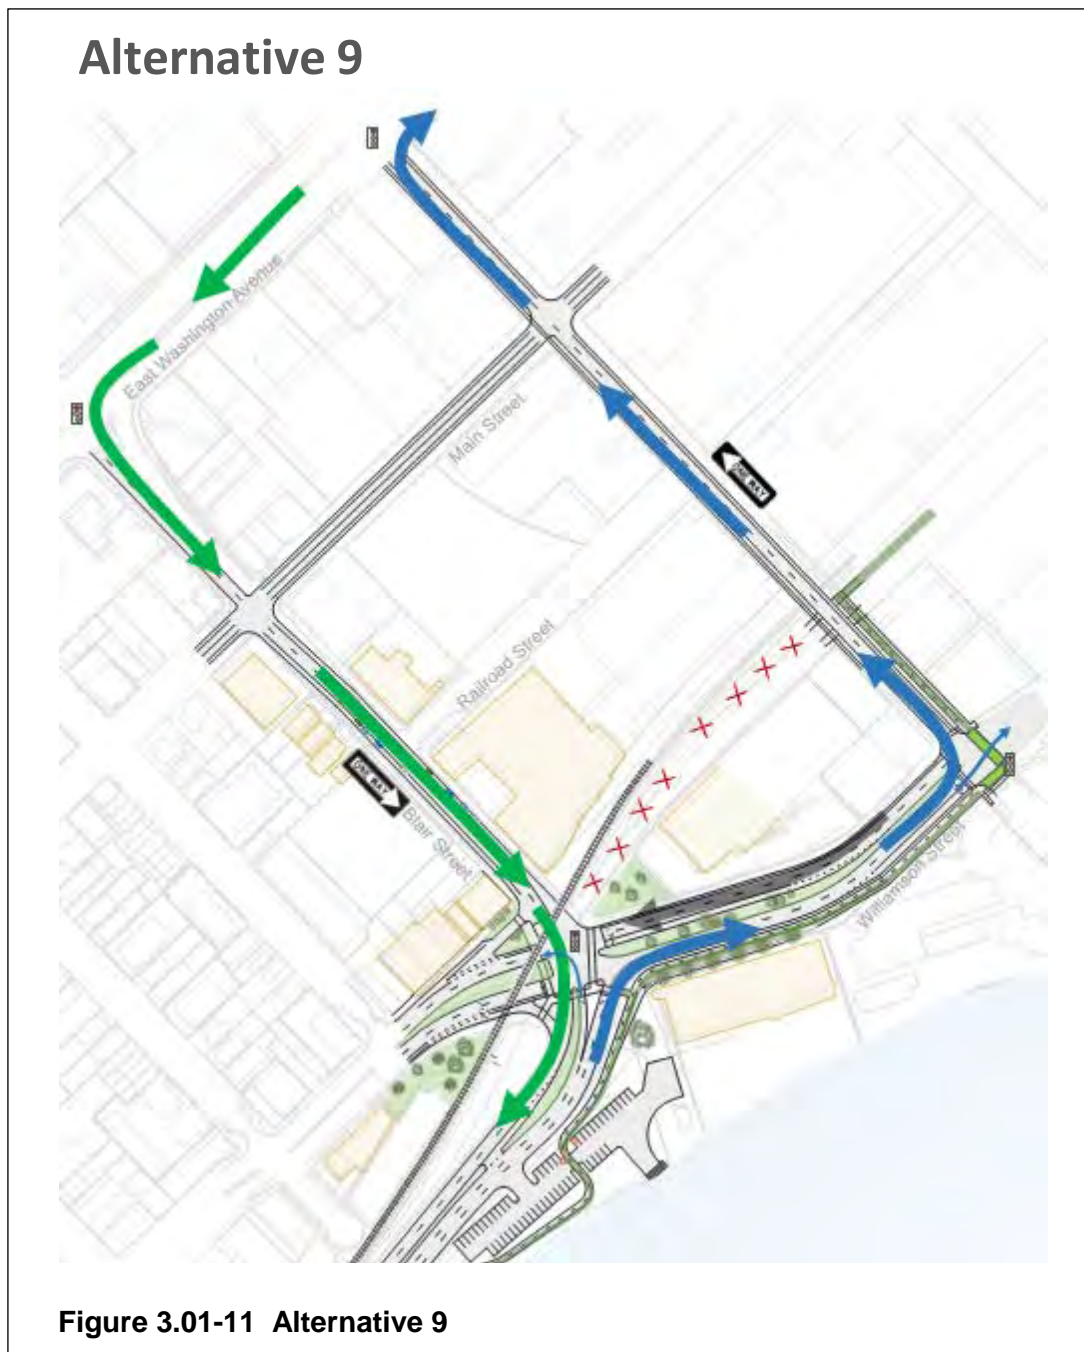 Alternative 9
East Washington Avenue
Main Street
ONE WAY
Railroad Street
ONE WAY
Blair Street
Williamson Street
Figure 3.01-11 Alternative 9